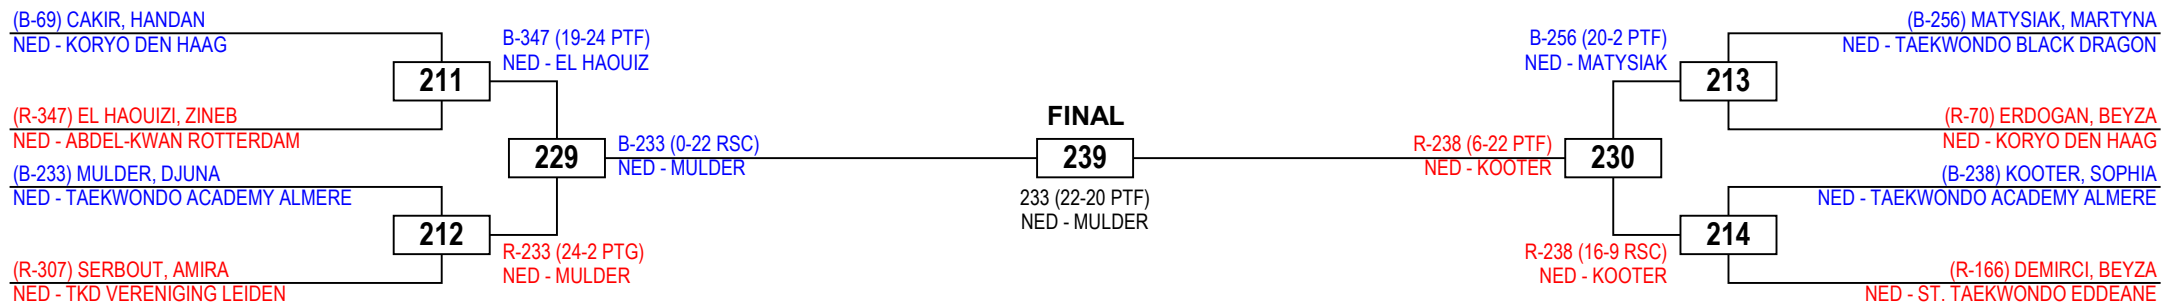 (B-69) CAKIR, HANDAN
NED - KORYO DEN HAAG
211
(R-347) EL HAOUIZI, ZINEB
NED - ABDEL-KWAN ROTTERDAM
(B-233) MULDER, DJUNA
NED - TAEKWONDO ACADEMY ALMERE
212
(R-307) SERBOUT, AMIRA
NED - TKD VERENIGING LEIDEN
B-347 (19-24 PTF)
NED - EL HAOUIZ
229
R-233 (24-2 PTG)
NED - MULDER
B-233 (0-22 RSC)
NED - MULDER
FINAL
239
233 (22-20 PTF)
NED - MULDER
R-238 (6-22 PTF)
NED - KOOTER
230
B-256 (20-2 PTF)
NED - MATYSIAK
R-238 (16-9 RSC)
NED - KOOTER
(B-256) MATYSIAK, MARTYNA
NED - TAEKWONDO BLACK DRAGON
213
(R-70) ERDOGAN, BEYZA
NED - KORYO DEN HAAG
(B-238) KOOTER, SOPHIA
NED - TAEKWONDO ACADEMY ALMERE
214
(R-166) DEMIRCI, BEYZA
NED - ST. TAEKWONDO EDDEANE